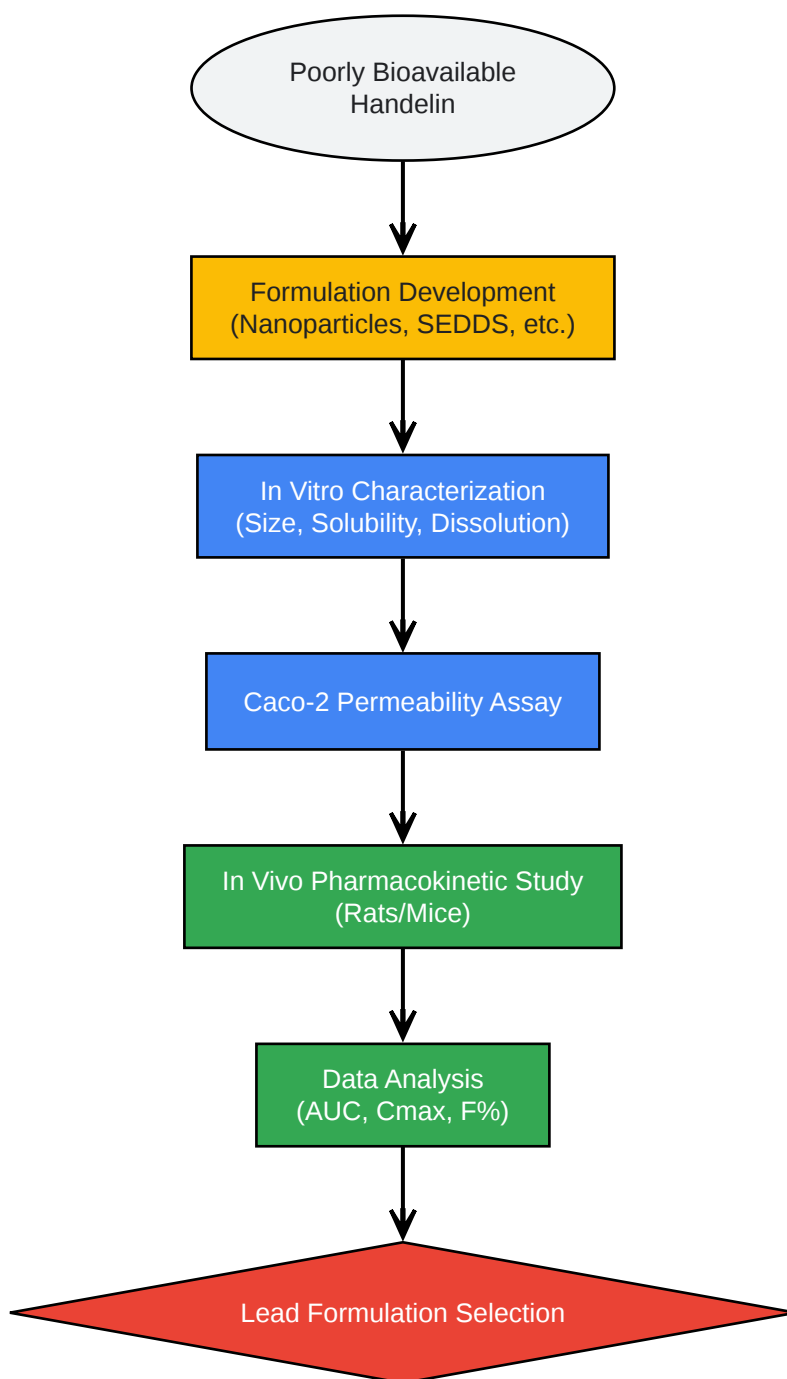 Poorly Bioavailable
Handelin
Formulation Development
(Nanoparticles, SEDDS, etc.)
In Vitro Characterization
(Size, Solubility, Dissolution)
Caco-2 Permeability Assay
In Vivo Pharmacokinetic Study
(Rats/Mice)
Data Analysis
(AUC, Cmax, F%)
Lead Formulation Selection